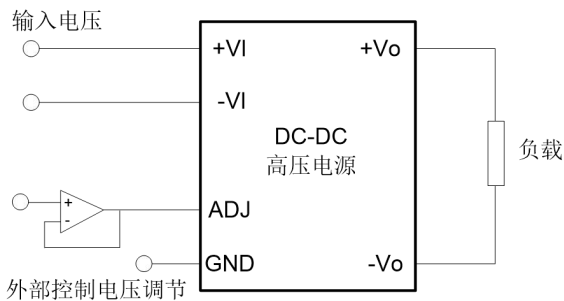 输入电压
+VI
+Vo
-VI
DC-DC
高压电源
负载
+
-
ADJ
GND
-Vo
外部控制电压调节